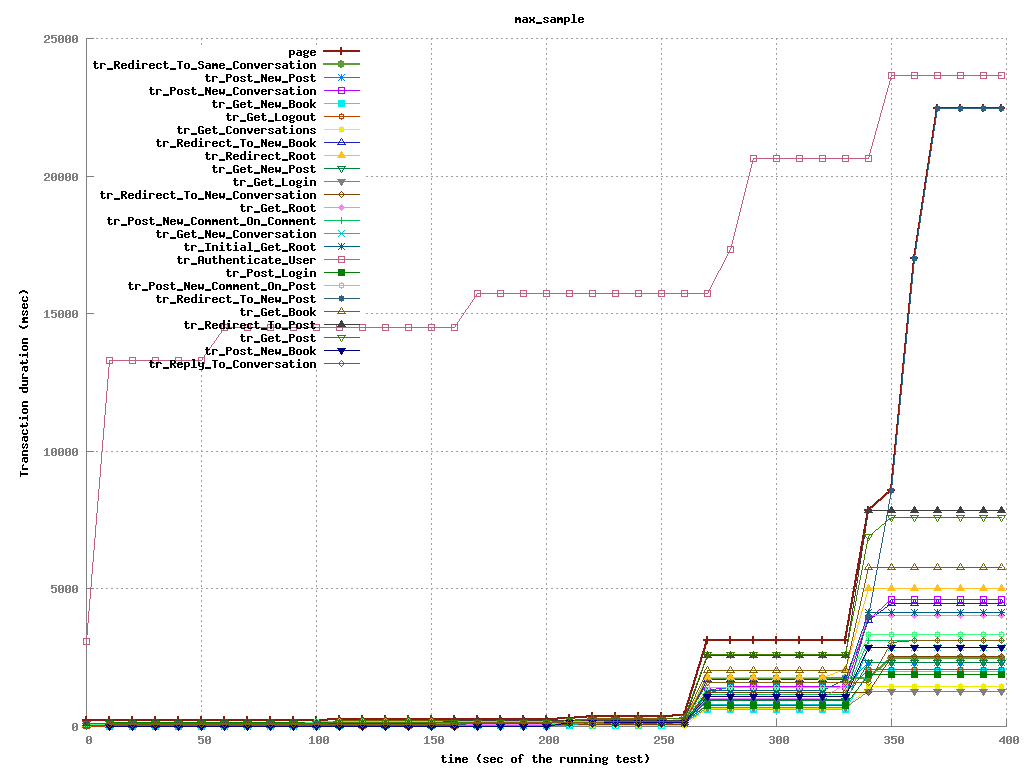 max_sample
25000
20000
15000
10000
5000
0
Transaction duration (msec)
page
tr_Redirect_To_Same_Conversation
tr_Post_New_Post
tr_Post_New_Conversation
tr_Get_New_Book
tr_Get_Logout
tr_Get_Conversations
tr_Redirect_To_New_Book
tr_Redirect_Root
tr_Get_New_Post
tr_Get_Login
tr_Redirect_To_New_Conversation
tr_Get_Root
tr_Post_New_Comment_On_Comment
tr_Get_New_Conversation
tr_Initial_Get_Root
tr_Authenticate_User
tr_Post_Login
tr_Post_New_Comment_On_Post
tr_Redirect_To_New_Post
tr_Get_Book
tr_Redirect_To_Post
tr_Get_Post
tr_Post_New_Book
tr_Reply_To_Conversation
0 50 100 150 200 250 300 350 400
time (sec of the running test)